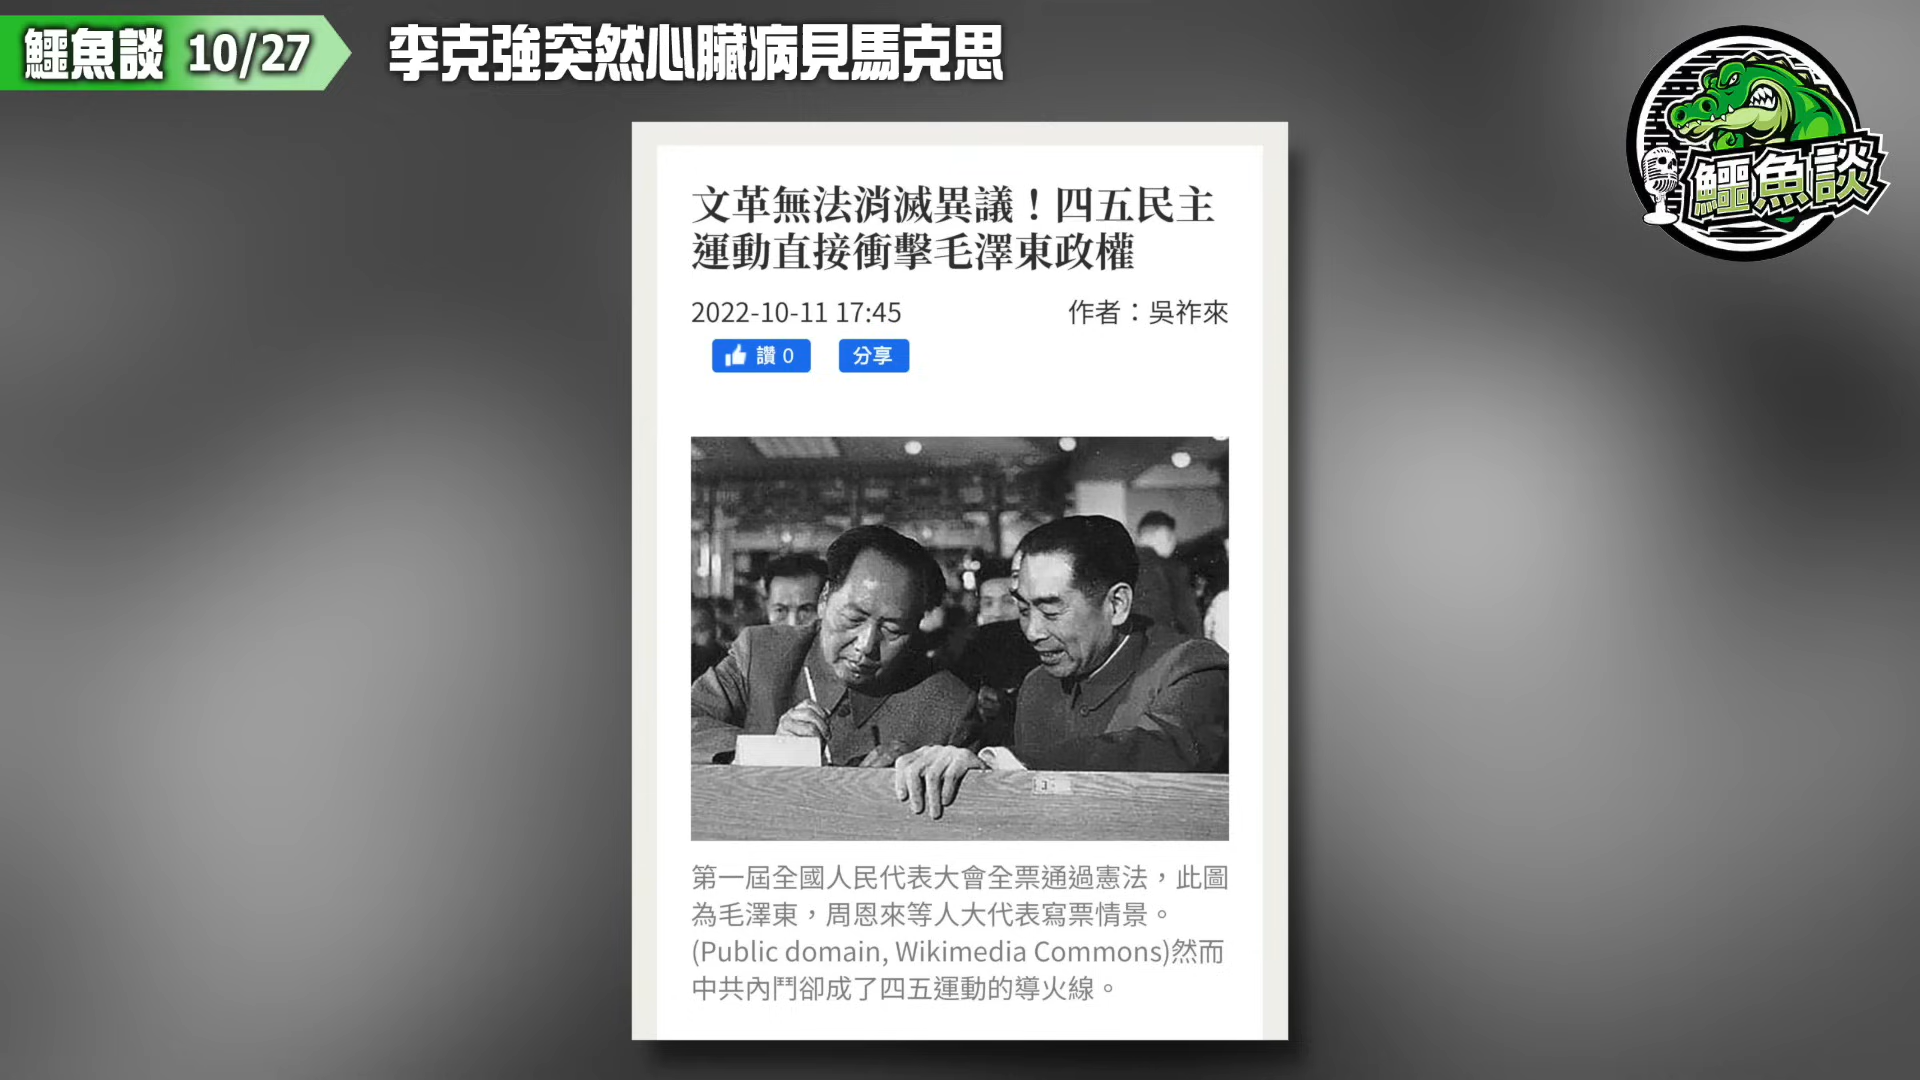 鱷魚談 10/27
李克強突然心臟病見馬克思
鱷魚談
文革無法消滅異議！四五民主
運動直接衝擊毛澤東政權
2022-10-11 17:45
作者：吳祚來
讚 0
分享
第一屆全國人民代表大會全票通過憲法，此圖
為毛澤東，周恩來等人大代表寫票情景。
(Public domain, Wikimedia Commons)然而
中共內鬥卻成了四五運動的導火線。